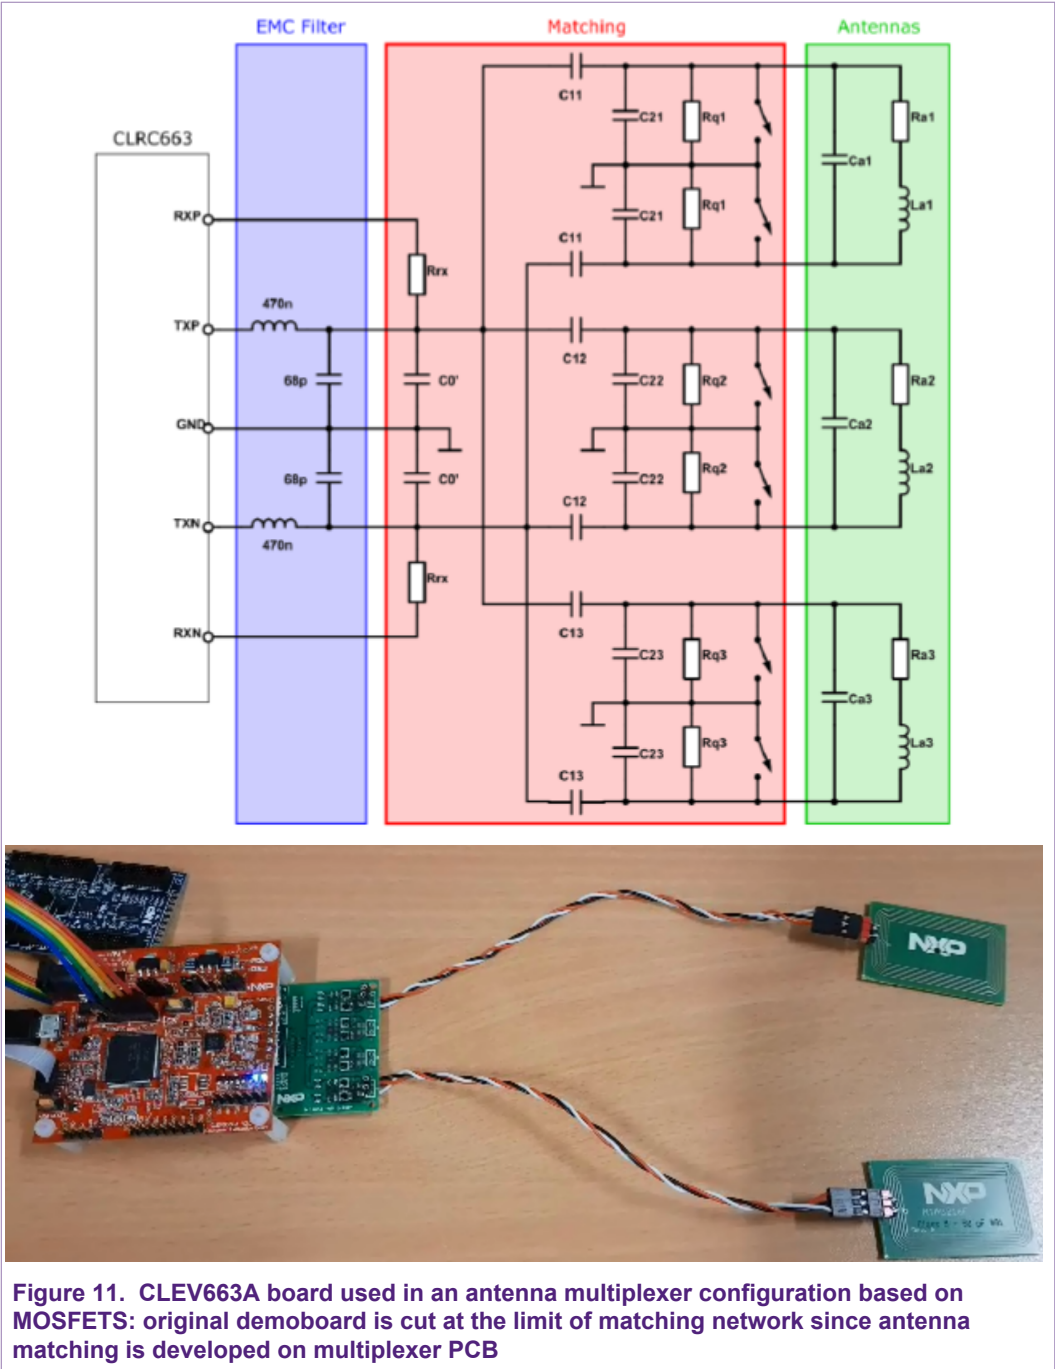 EMC Filter
Matching
Antennas
CLRC663
C11
C21
Rq1
Ra1
Ca1
RXP
C21
Rq1
La1
C11
Rrx
470n
TXP
C12
68p
C0'
C22
Rq2
Ra2
GND
Ca2
68p
C0'
C22
Rq2
La2
C12
TXN
470n
Rrx
RXN
C13
C23
Rq3
Ra3
Ca3
C23
Rq3
La3
C13
NXP
NXP
NXP
NXP
NXP
Figure 11. CLEV663A board used in an antenna multiplexer configuration based on
MOSFETS: original demoboard is cut at the limit of matching network since antenna
matching is developed on multiplexer PCB